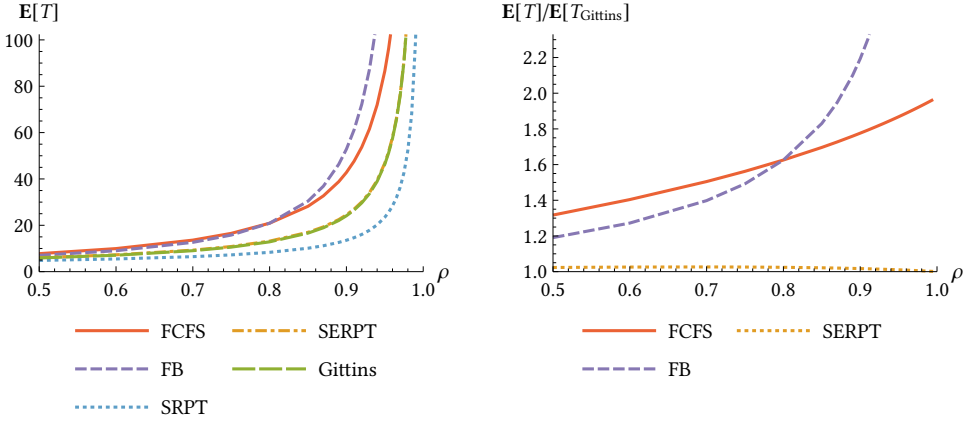 E[T]
100
80
60
40
20
0
0.5 0.6 0.7 0.8 0.9 1.0 ρ
FCFS SERPT
FB Gittins
SRPT
E[T]/E[T_Gittins]
2.2
2.0
1.8
1.6
1.4
1.2
1.0
0.5 0.6 0.7 0.8 0.9 1.0 ρ
FCFS SERPT
FB